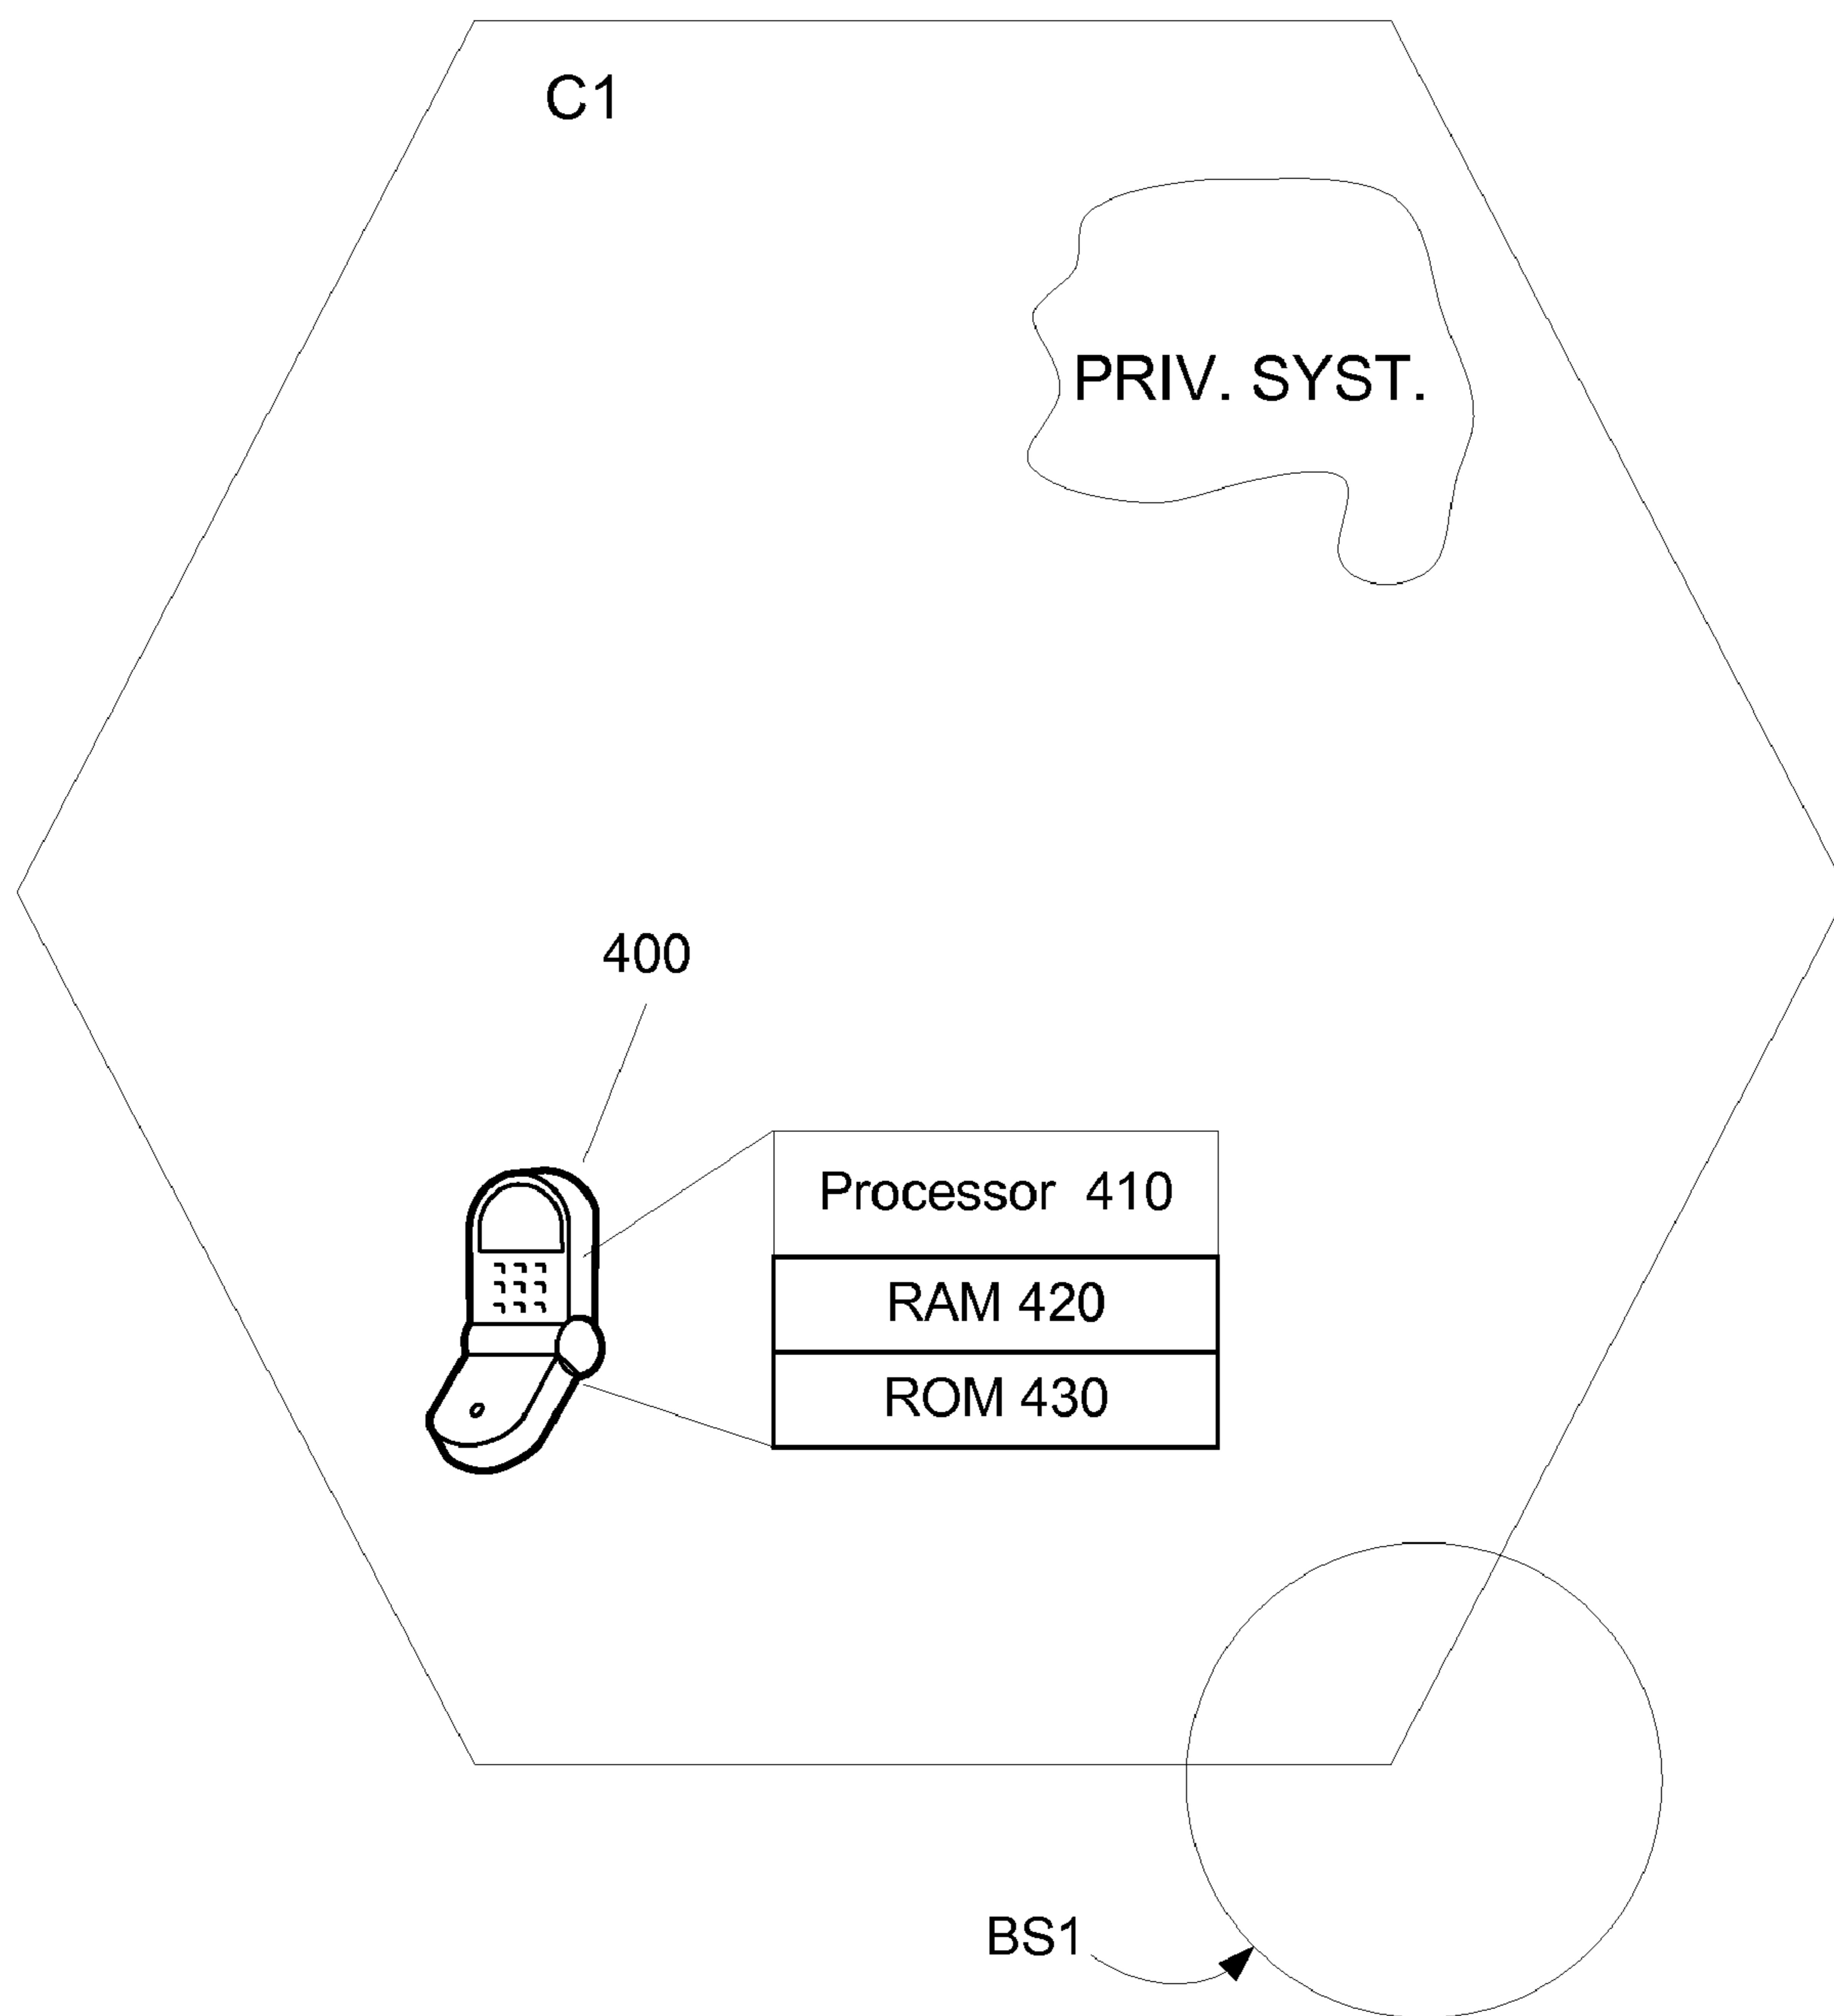 C1
PRIV. SYST.
400
Processor 410
RAM 420
ROM 430
BS1